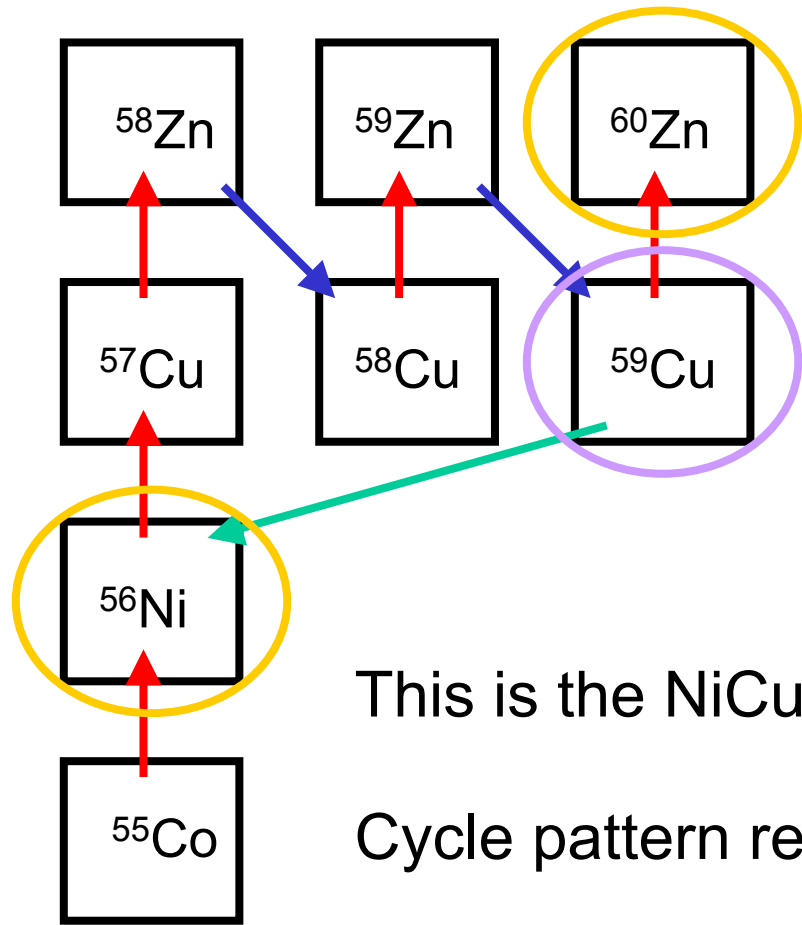 ⁵⁸Zn ⁵⁹Zn ⁶⁰Zn
⁵⁷Cu ⁵⁸Cu ⁵⁹Cu
⁵⁶Ni
This is the NiCu
⁵⁵Co
Cycle pattern re